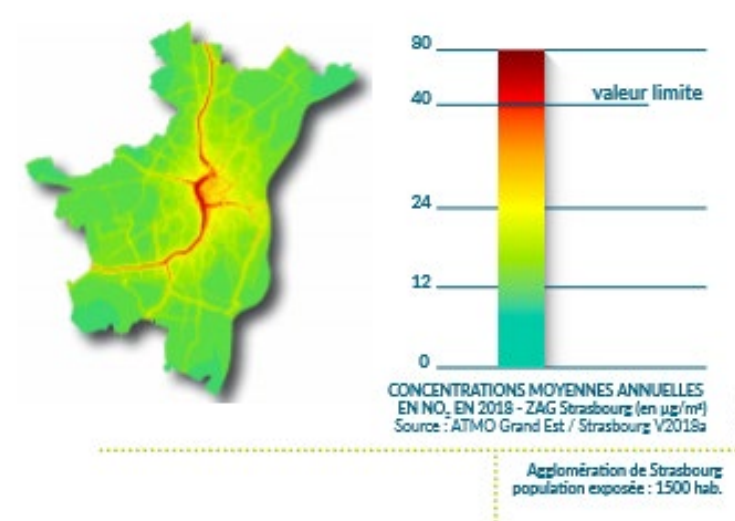 80
40
valeur limite
24
12
0
CONCENTRATIONS MOYENNES ANNUELLES
EN NO₂ EN 2018 - ZAG Strasbourg (en µg/m³)
Source : ATMO Grand Est / Strasbourg V2018a
Agglomération de Strasbourg
population exposée : 1500 hab.